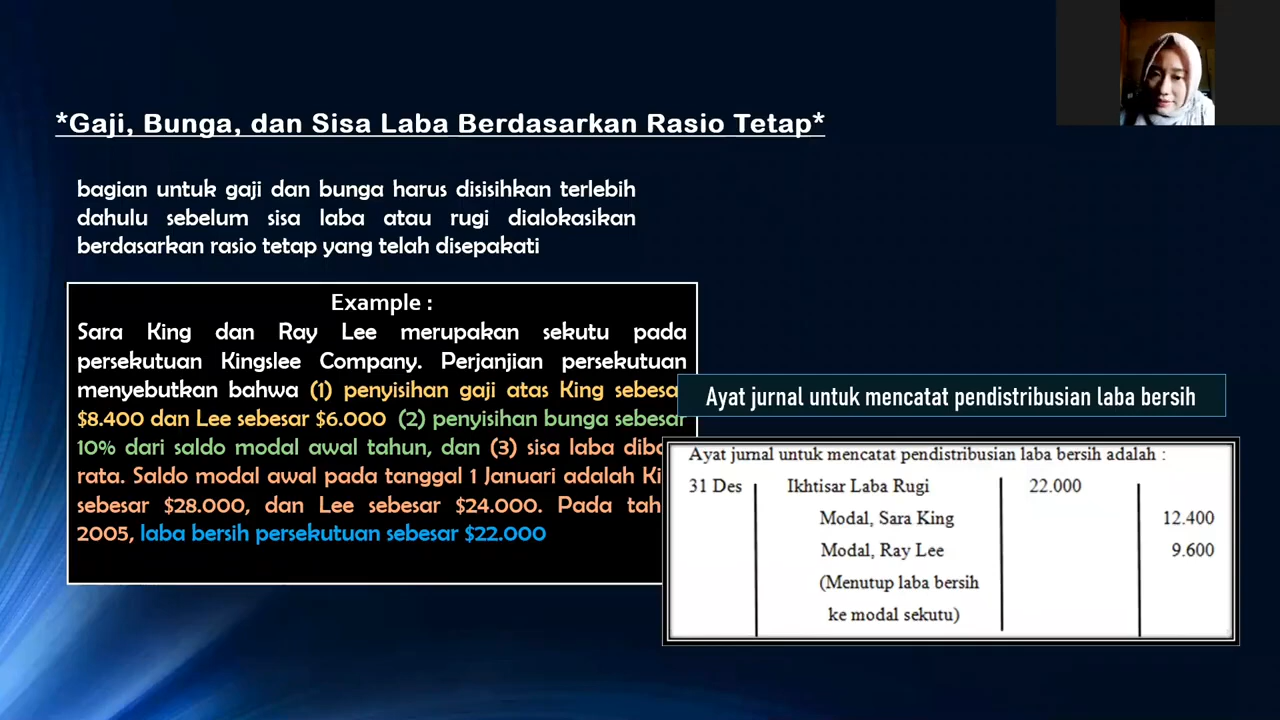 *Gaji, Bunga, dan Sisa Laba Berdasarkan Rasio Tetap*
bagian untuk gaji dan bunga harus disisihkan terlebih
dahulu sebelum sisa laba atau rugi dialokasikan
berdasarkan rasio tetap yang telah disepakati
Example :
Sara King dan Ray Lee merupakan sekutu pada
persekutuan Kingslee Company. Perjanjian persekutuan
menyebutkan bahwa (1) penyisihan gaji atas King sebesar
$8.400 dan Lee sebesar $6.000 (2) penyisihan bunga sebesar
10% dari saldo modal awal tahun, dan (3) sisa laba
rata. Saldo modal awal pada tanggal 1 Januari adalah
sebesar $28.000, dan Lee sebesar $24.000. Pada
2005, laba bersih persekutuan sebesar $22.000
Ayat jurnal untuk mencatat pendistribusian laba bersih
Ayat jurnal untuk mencatat pendistribusian laba bersih adalah :
31 Des Ikhtisar Laba Rugi 22.000
Modal, Sara King 12.400
Modal, Ray Lee 9.600
(Menutup laba bersih
ke modal sekutu)